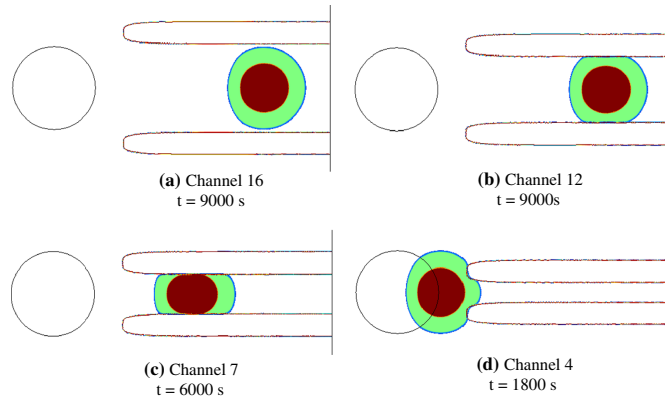 (a) Channel 16
t = 9000 s
(b) Channel 12
t = 9000s
(c) Channel 7
t = 6000 s
(d) Channel 4
t = 1800 s